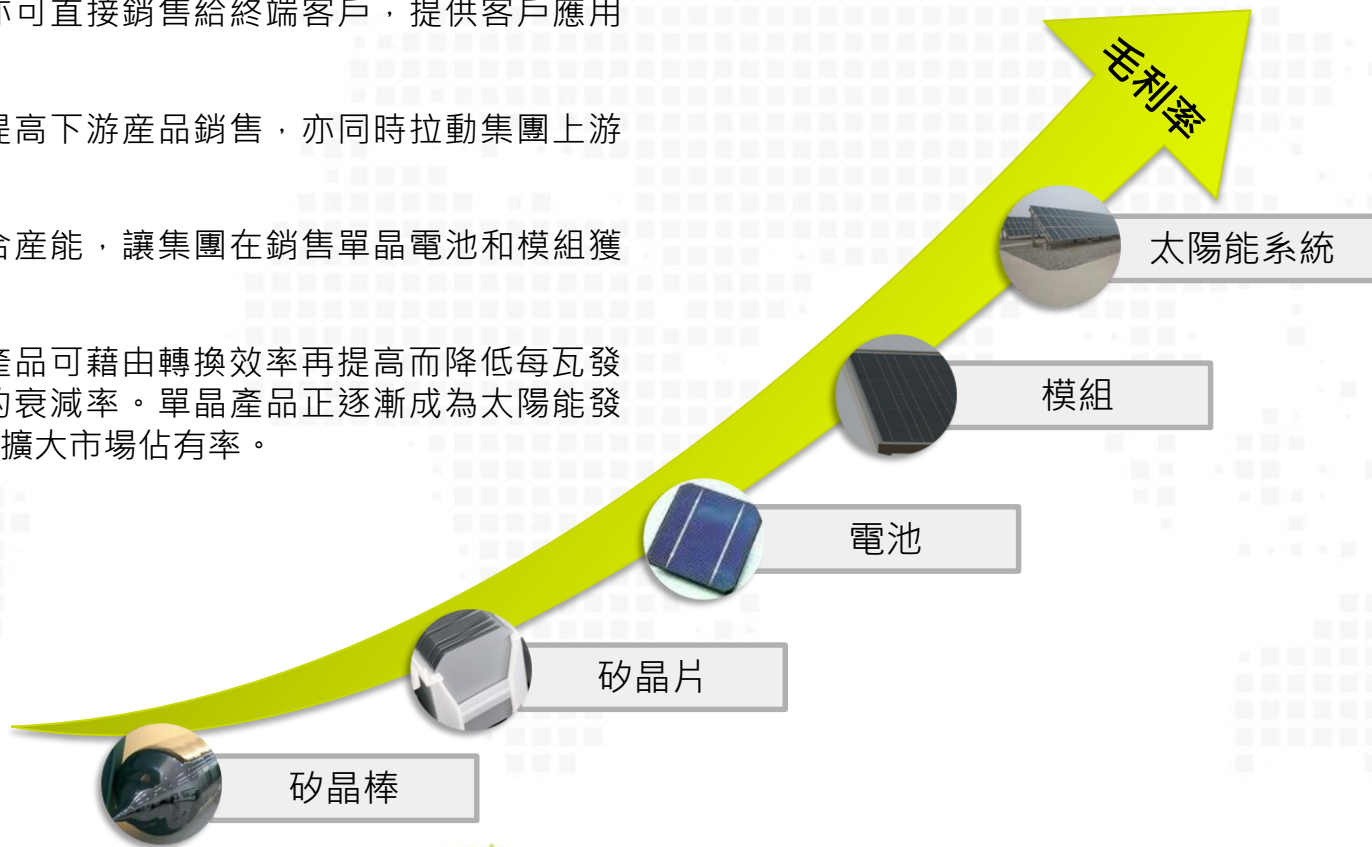 亦可直接銷售給終端客戶，提供客戶應用
提高下游産品銷售，亦同時拉動集團上游
合産能，讓集團在銷售單晶電池和模組獲
產品可藉由轉換效率再提高而降低每瓦發
的衰減率。單晶產品正逐漸成為太陽能發
擴大市場佔有率。
毛利率
太陽能系統
模組
電池
矽晶片
矽晶棒